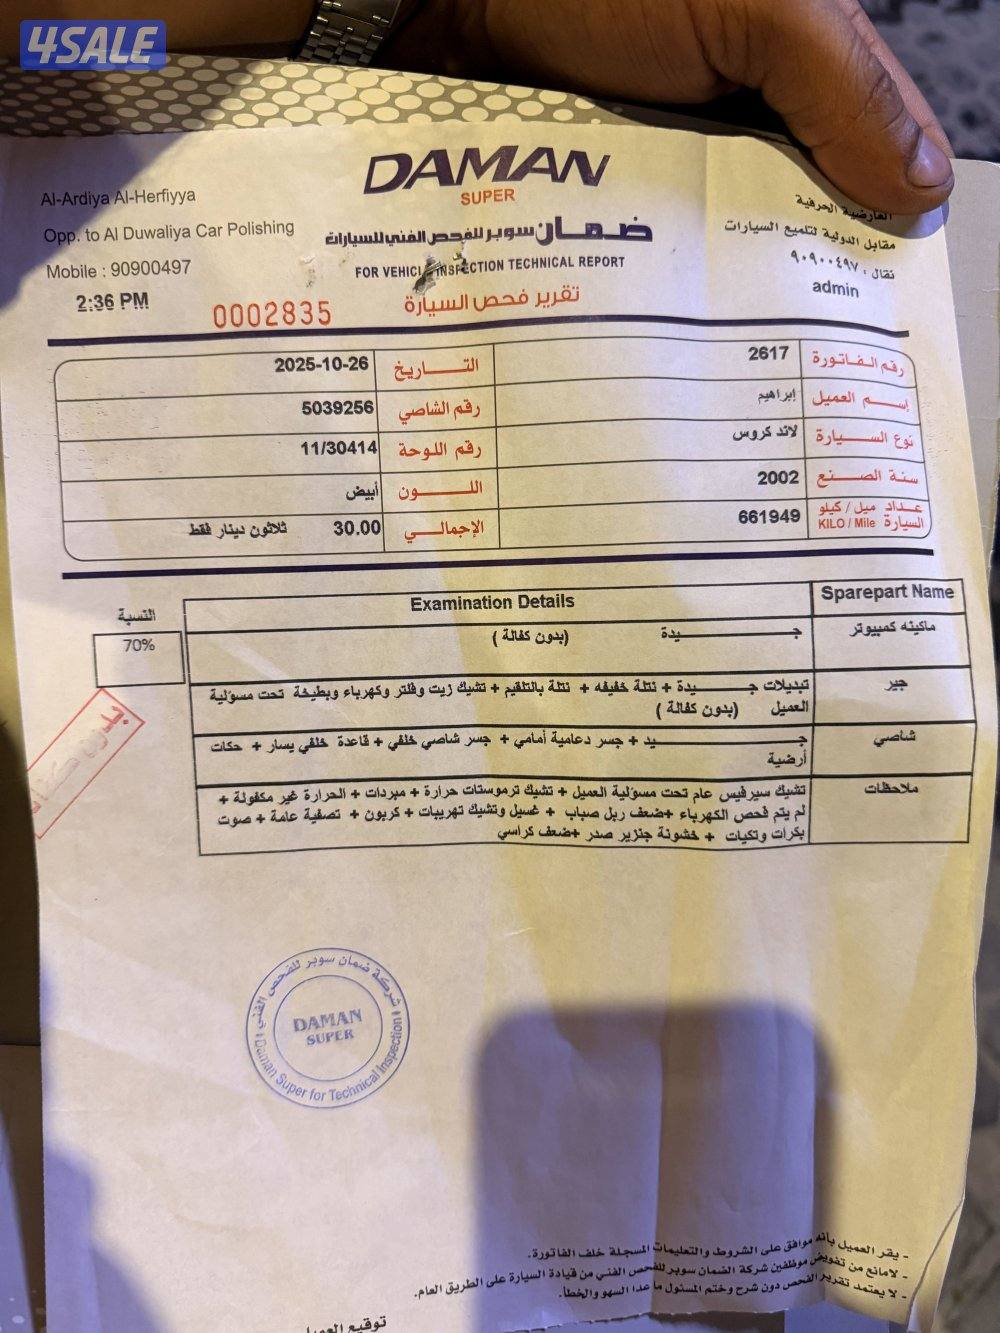 4SALE
DAMAN
SUPER
ضمان سوبر للفحص الفني للسيارات
FOR VEHICLE INSPECTION TECHNICAL REPORT
تقرير فحص السيارة
Al-Ardiya Al-Herfiyya
Opp. to Al Duwaliya Car Polishing
Mobile : 90900497
2:36 PM
0002835
العارضية الحرفية
مقابل الدولية لتلميع السيارات
نقال : ٩٠٩٠٠٤٩٧
admin
رقم الفاتورة 2617 التاريخ 2025-10-26
إسم العميل إبراهيم رقم الشاصي 5039256
نوع السيارة لاند كروس رقم اللوحة 11/30414
سنة الصنع 2002 اللون أبيض
عداد ميل / كيلو السيارة KILO / Mile 661949 الإجمالي 30.00 ثلاثون دينار فقط
Sparepart Name Examination Details النسبة
ماكينه كمبيوتر جيدة (بدون كفالة ) 70%
جير تبديلات جيدة + نتلة خفيفه + نتلة بالتلقيم + تشيك زيت وفلتر وكهرباء وبطيخة تحت مسؤلية
العميل (بدون كفالة )
شاصي جيد + جسر دعامية أمامي + جسر شاصي خلفي + قاعدة خلفي يسار + حكات
أرضية
ملاحظات تشيك سيرفيس عام تحت مسؤلية العميل + تشيك ترموستات حرارة + مبردات + الحرارة غير مكفولة +
لم يتم فحص الكهرباء +ضعف ربل صباب + غسيل وتشيك تهريبات + كربون + تصفية عامة + صوت
بكرات وتكيات + خشونة جنزير صدر +ضعف كراسي
شركة ضمان سوبر للفحص الفني
DAMAN
SUPER
Daman Super for Technical Inspection
- يقر العميل بأنه موافق على الشروط والتعليمات المسجلة خلف الفاتورة.
- لامانع من تفويض موظفين شركة الضمان سوبر للفحص الفني من قيادة السيارة على الطريق العام.
- لا يعتمد تقرير الفحص دون شرح وختم المسئول ما عدا السهو والخطأ.
توقيع